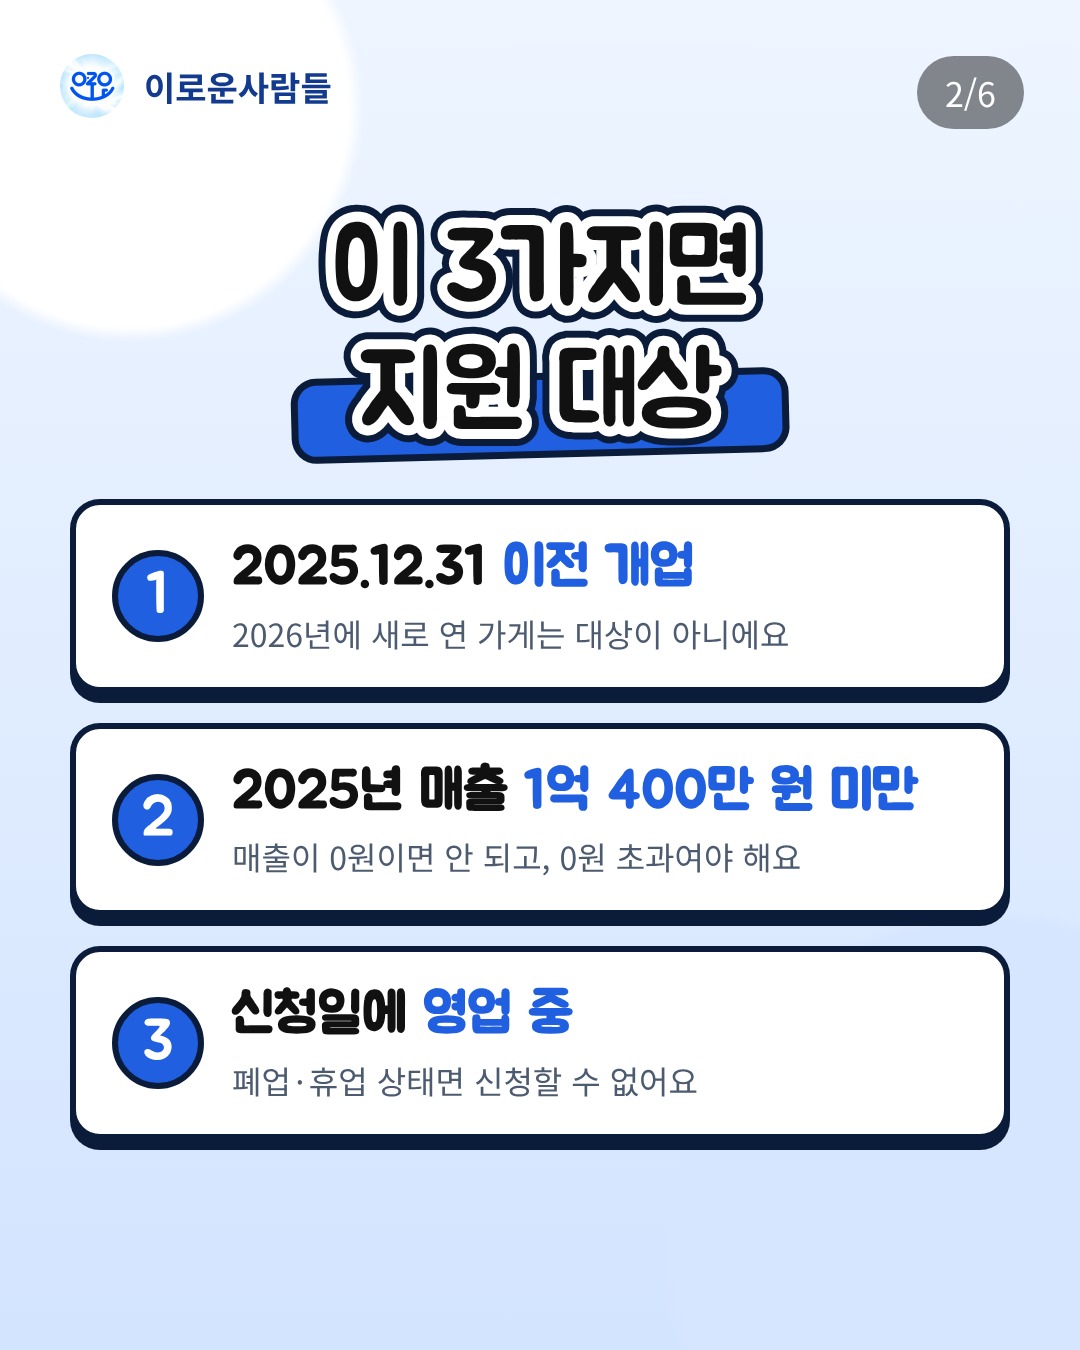 이로운사람들
2/6
이 3가지면
지원 대상
1
2025.12.31 이전 개업
2026년에 새로 연 가게는 대상이 아니에요
2
2025년 매출 1억 400만 원 미만
매출이 0원이면 안 되고, 0원 초과여야 해요
3
신청일에 영업 중
폐업·휴업 상태면 신청할 수 없어요